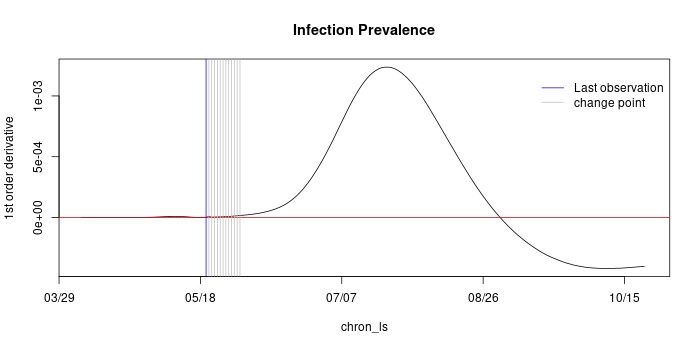 Infection Prevalence
1st order derivative
1e-03
5e-04
0e+00
Last observation
change point
03/29
05/18
07/07
08/26
10/15
chron_ls